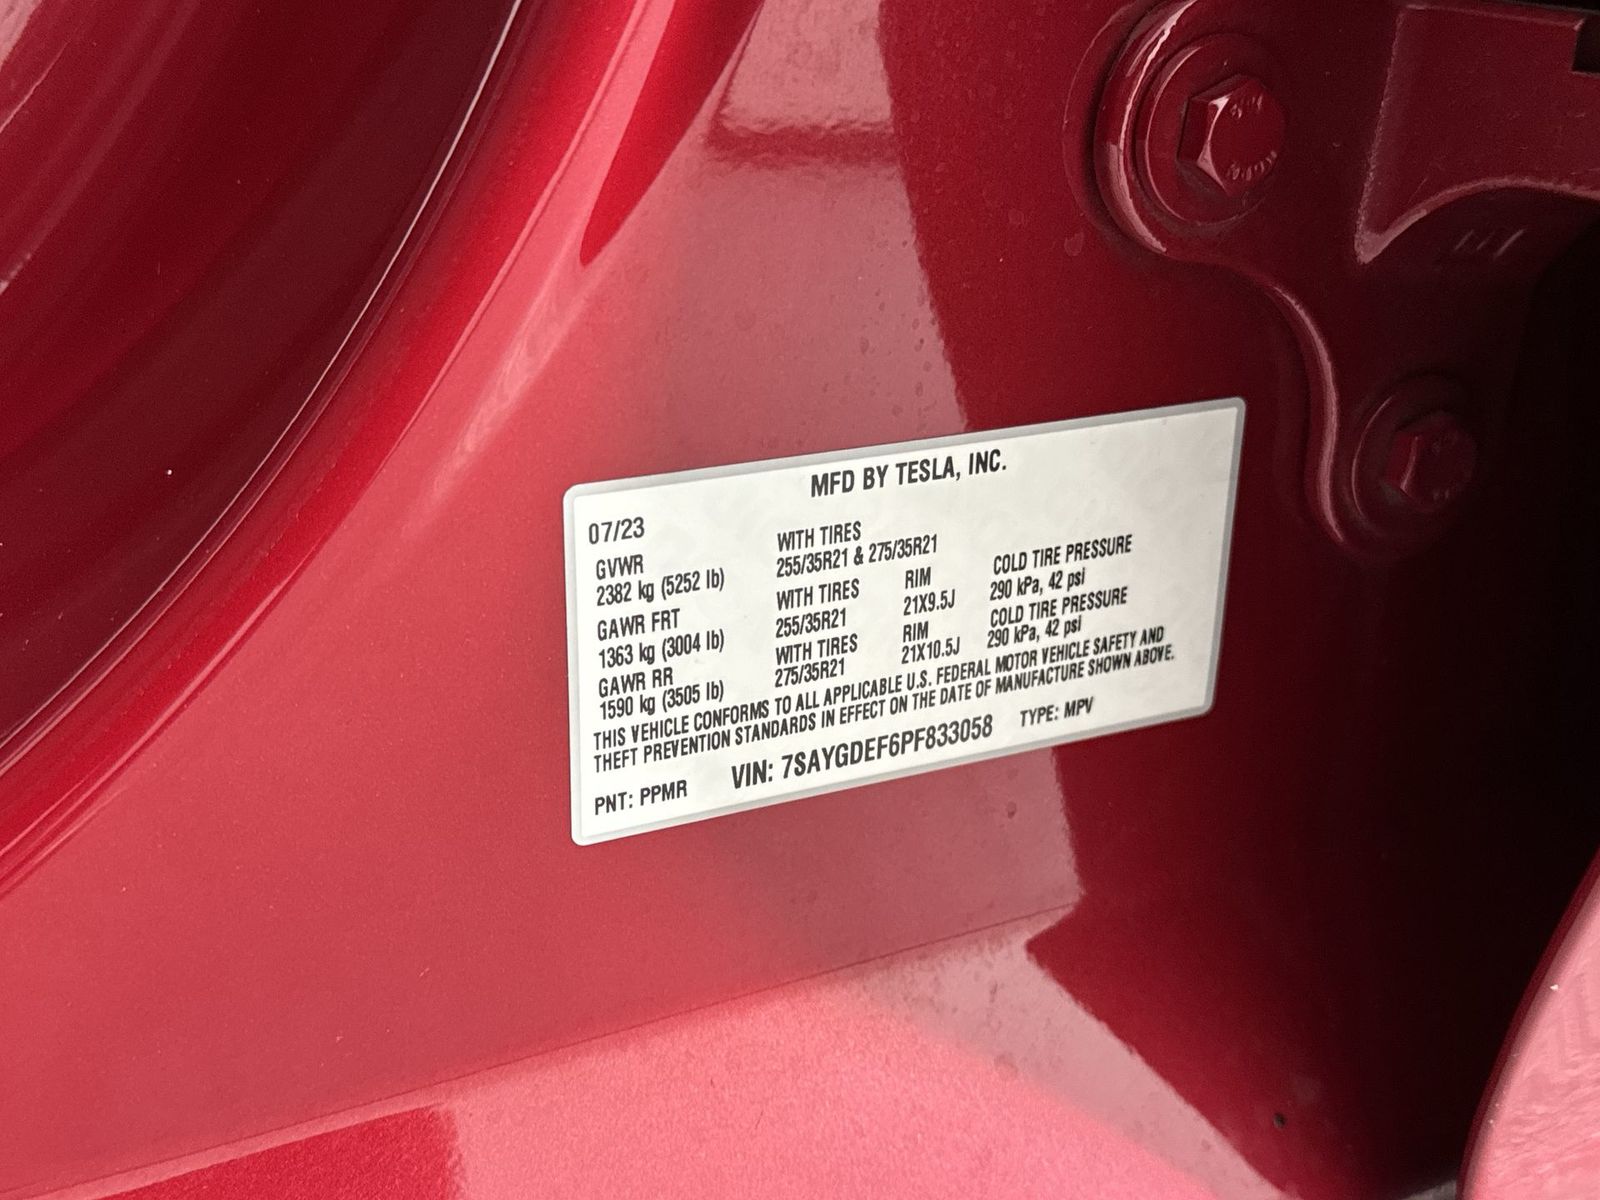 MFD BY TESLA, INC.
07/23
GVWR WITH TIRES
2382 kg (5252 lb) 255/35R21 & 275/35R21
GAWR FRT WITH TIRES RIM COLD TIRE PRESSURE
1363 kg (3004 lb) 255/35R21 21X9.5J 290 kPa, 42 psi
GAWR RR WITH TIRES RIM COLD TIRE PRESSURE
1590 kg (3505 lb) 275/35R21 21X10.5J 290 kPa, 42 psi
THIS VEHICLE CONFORMS TO ALL APPLICABLE U.S. FEDERAL MOTOR VEHICLE SAFETY AND
THEFT PREVENTION STANDARDS IN EFFECT ON THE DATE OF MANUFACTURE SHOWN ABOVE.
PNT: PPMR VIN: 7SAYGDEF6PF833058 TYPE: MPV